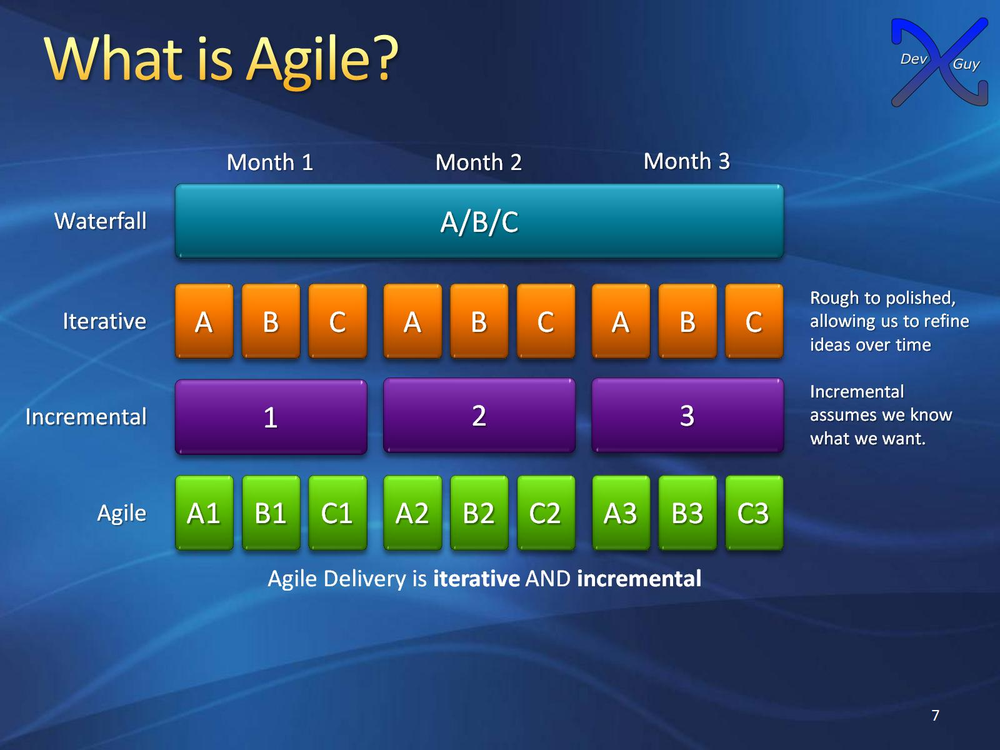 What is Agile?
Dev Guy
Month 1 Month 2 Month 3
Waterfall A/B/C
Iterative A B C A B C A B C
Rough to polished,
allowing us to refine
ideas over time
Incremental 1 2 3
Incremental
assumes we know
what we want.
Agile A1 B1 C1 A2 B2 C2 A3 B3 C3
Agile Delivery is iterative AND incremental
7